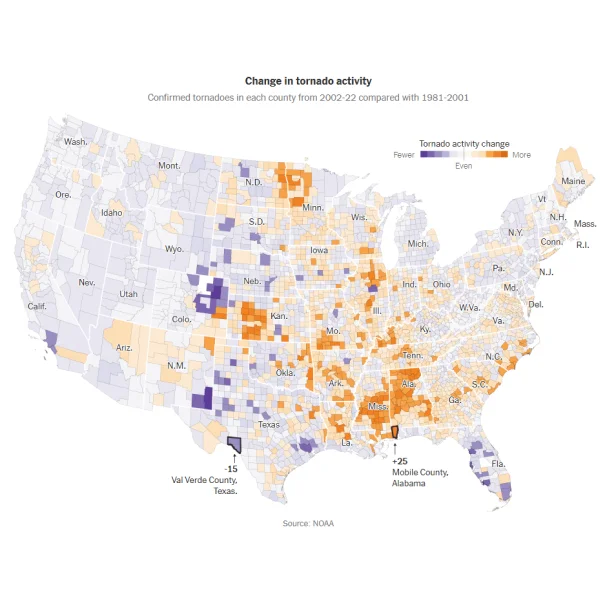 Change in tornado activity
Confirmed tornadoes in each county from 2002-22 compared with 1981-2001
Tornado activity change
Fewer
More
Even
Wash.
Mont.
N.D.
Minn.
Maine
Ore.
Idaho
S.D.
Wis.
Vt
N.H.
Mass.
N.Y.
Conn.
R.I.
Wyo.
Iowa
Mich.
Pa.
N.J.
Nev.
Utah
Neb.
Ill.
Ind.
Ohio
Md.
Del.
Calif.
Colo.
Kan.
Mo.
Ky.
W.Va.
Va.
Ariz.
N.M.
Okla.
Ark.
Tenn.
N.C.
Texas
La.
Miss.
Ala.
Ga.
S.C.
Fla.
-15
Val Verde County,
Texas.
+25
Mobile County,
Alabama
Source: NOAA